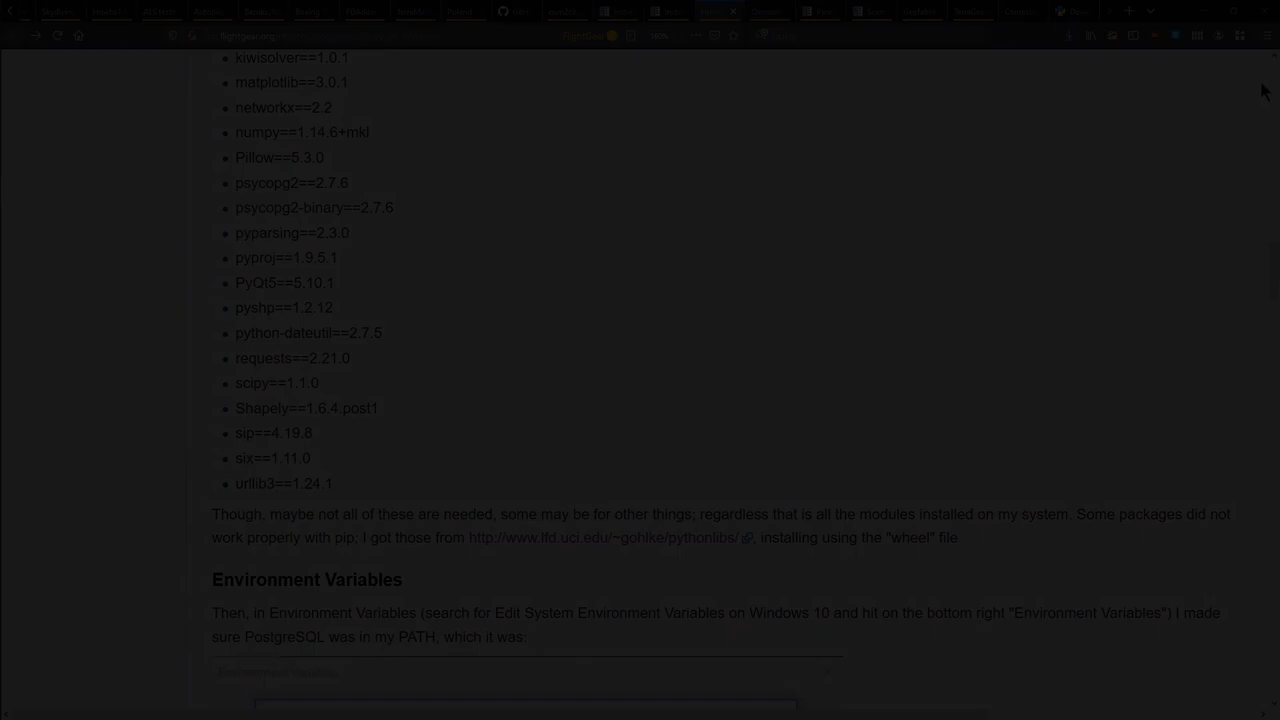 flightgear.org
FlightGear
160%
kiwisolver==1.0.1
matplotlib==3.0.1
networkx==2.2
numpy==1.14.6+mkl
Pillow==5.3.0
psycopg2==2.7.6
psycopg2-binary==2.7.6
pyparsing==2.3.0
pyproj==1.9.5.1
PyQt5==5.10.1
pyshp==1.2.12
python-dateutil==2.7.5
requests==2.21.0
scipy==1.1.0
Shapely==1.6.4.post1
sip==4.19.8
six==1.11.0
urllib3==1.24.1
Though, maybe not all of these are needed, some may be for other things; regardless that is all the modules installed on my system. Some packages did not
work properly with pip; I got those from http://www.lfd.uci.edu/~gohlke/pythonlibs/, installing using the "wheel" file
Environment Variables
Then, in Environment Variables (search for Edit System Environment Variables on Windows 10 and hit on the bottom right "Environment Variables") I made
sure PostgreSQL was in my PATH, which it was:
Environment Variables